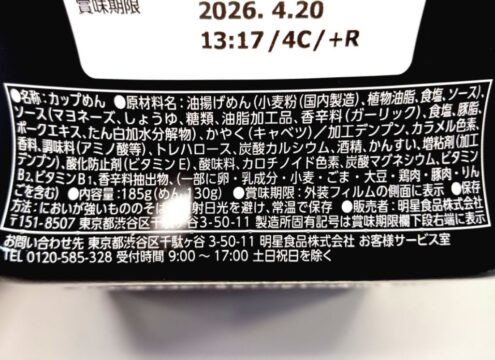 賞味期限
2026. 4.20
13:17 /4C/+R
●名称:カップめん ●原材料名:油揚げめん(小麦粉(国内製造)、植物油脂、食塩、ソース)、
ソース(マヨネーズ、しょうゆ、糖類、油脂加工品、香辛料(ガーリック)、食塩、豚脂、
ポークエキス、たん白加水分解物)、かやく(キャベツ)/加工デンプン、カラメル色素、
香料、調味料(アミノ酸等)、トレハロース、炭酸カルシウム、酒精、かんすい、増粘剤(加工
デンプン)、酸化防止剤(ビタミンE)、酸味料、カロチノイド色素、炭酸マグネシウム、ビタミン
B₂、ビタミンB₁、香辛料抽出物、(一部に卵・乳成分・小麦・ごま・大豆・鶏肉・豚肉・りん
ごを含む) ●内容量:185g(めん 130g) ●賞味期限:外装フィルムの側面に表示 ●保存
方法:においが強いもののそば 射日光を避け、常温で保存 ●販売者:明星食品株式会社
〒151-8507 東京都渋谷区千駄ヶ谷3-50-11 製造所固有記号は賞味期限欄下段右端に表示
お問い合わせ先 東京都渋谷区千駄ヶ谷 3-50-11 明星食品株式会社 お客様サービス室
TEL 0120-585-328 受付時間 9:00 ~ 17:00 土日祝日を除く